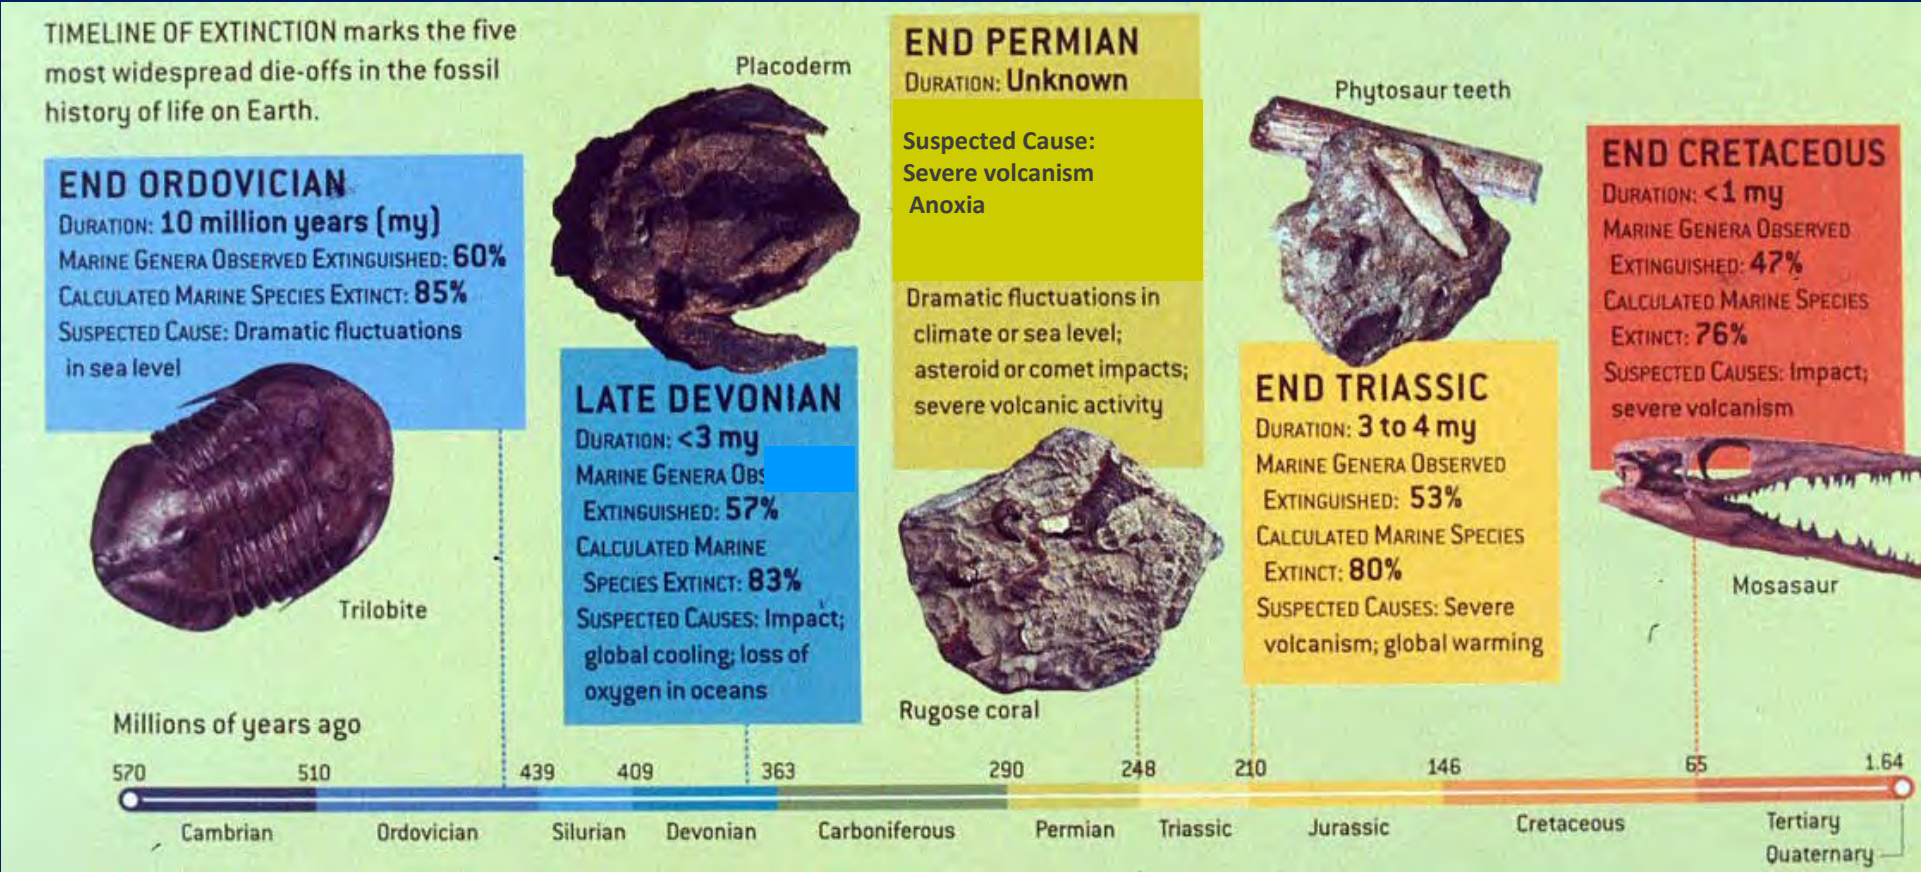 TIMELINE OF EXTINCTION marks the five
most widespread die-offs in the fossil
history of life on Earth.
END ORDOVICIAN
DURATION: 10 million years (my)
MARINE GENERA OBSERVED EXTINGUISHED: 60%
CALCULATED MARINE SPECIES EXTINCT: 85%
SUSPECTED CAUSE: Dramatic fluctuations
in sea level
Trilobite
Placoderm
LATE DEVONIAN
DURATION: <3 my
MARINE GENERA OBS
EXTINGUISHED: 57%
CALCULATED MARINE
SPECIES EXTINCT: 83%
SUSPECTED CAUSES: Impact;
global cooling; loss of
oxygen in oceans
END PERMIAN
DURATION: Unknown
Suspected Cause:
Severe volcanism
Anoxia
Dramatic fluctuations in
climate or sea level;
asteroid or comet impacts;
severe volcanic activity
Rugose coral
Phytosaur teeth
END TRIASSIC
DURATION: 3 to 4 my
MARINE GENERA OBSERVED
EXTINGUISHED: 53%
CALCULATED MARINE SPECIES
EXTINCT: 80%
SUSPECTED CAUSES: Severe
volcanism; global warming
END CRETACEOUS
DURATION: <1 my
MARINE GENERA OBSERVED
EXTINGUISHED: 47%
CALCULATED MARINE SPECIES
EXTINCT: 76%
SUSPECTED CAUSES: Impact;
severe volcanism
Mosasaur
Millions of years ago
570 510 439 409 363 290 248 210 146 65 1.64
Cambrian Ordovician Silurian Devonian Carboniferous Permian Triassic Jurassic Cretaceous Tertiary
Quaternary